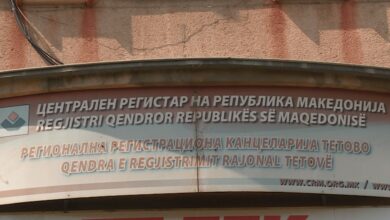 ЦЕНТРАЛЕН РЕГИСТАР НА РЕПУБЛИКА МАКЕДОНИЈА
REGJISTRI QENDROR REPUBLIKËS SË MAQEDONISË
РЕГИОНАЛНА РЕГИСТРАЦИОНА КАНЦЕЛАРИЈА ТЕТОВО
QENDRA E REGJISTRIMIT RAJONAL TETOVË
WWW.CRM.ORG.MK /